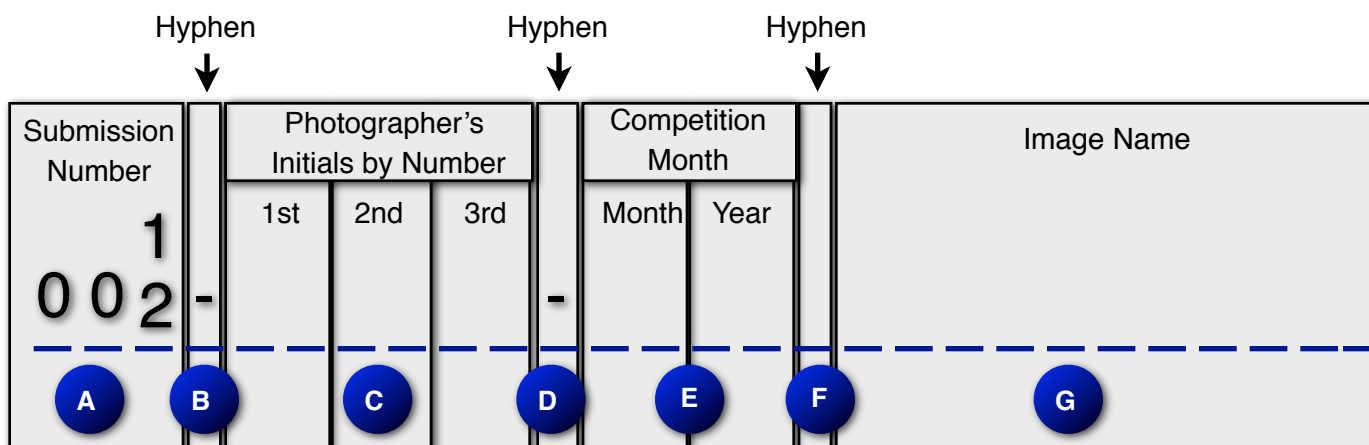 Hyphen Hyphen Hyphen
Submission Number
Photographer's Initials by Number
Competition Month
Image Name
1st 2nd 3rd Month Year
1
0 0 2 - -
A B C D E F G